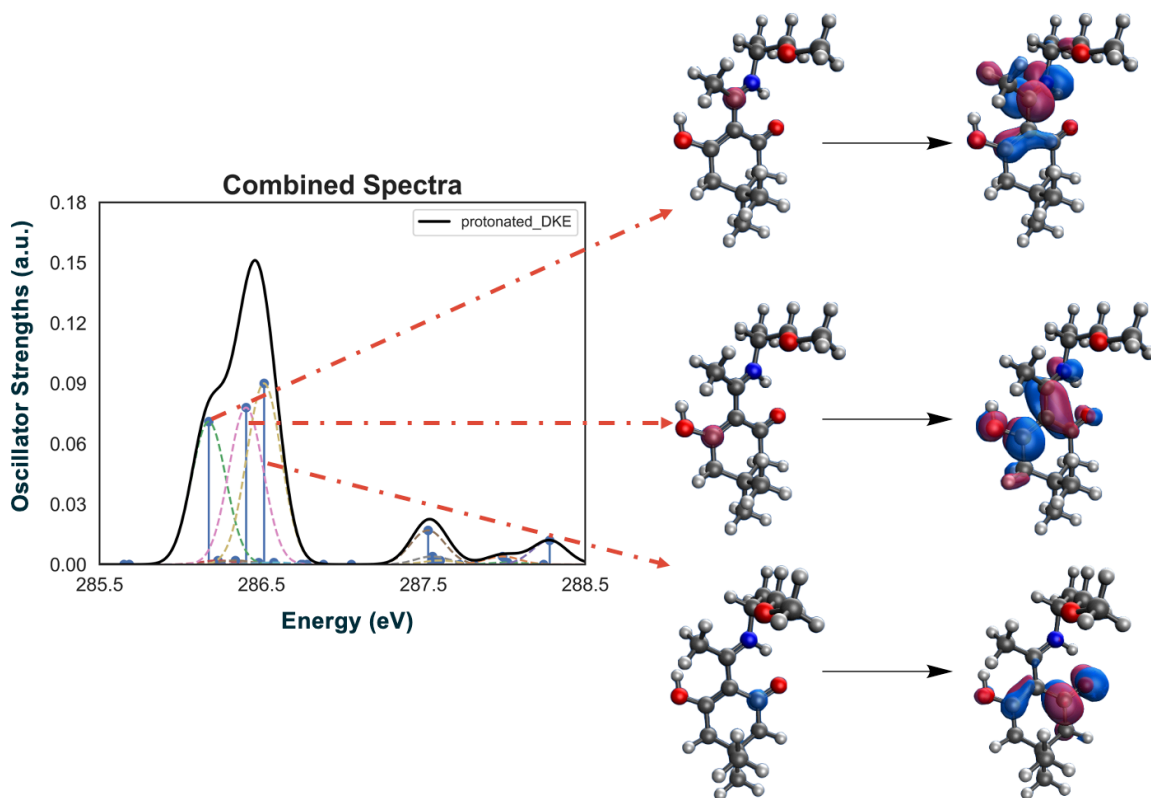 Combined Spectra
protonated_DKE
Oscillator Strengths (a.u.)
0.18
0.15
0.12
0.09
0.06
0.03
0.00
285.5
286.5
287.5
288.5
Energy (eV)